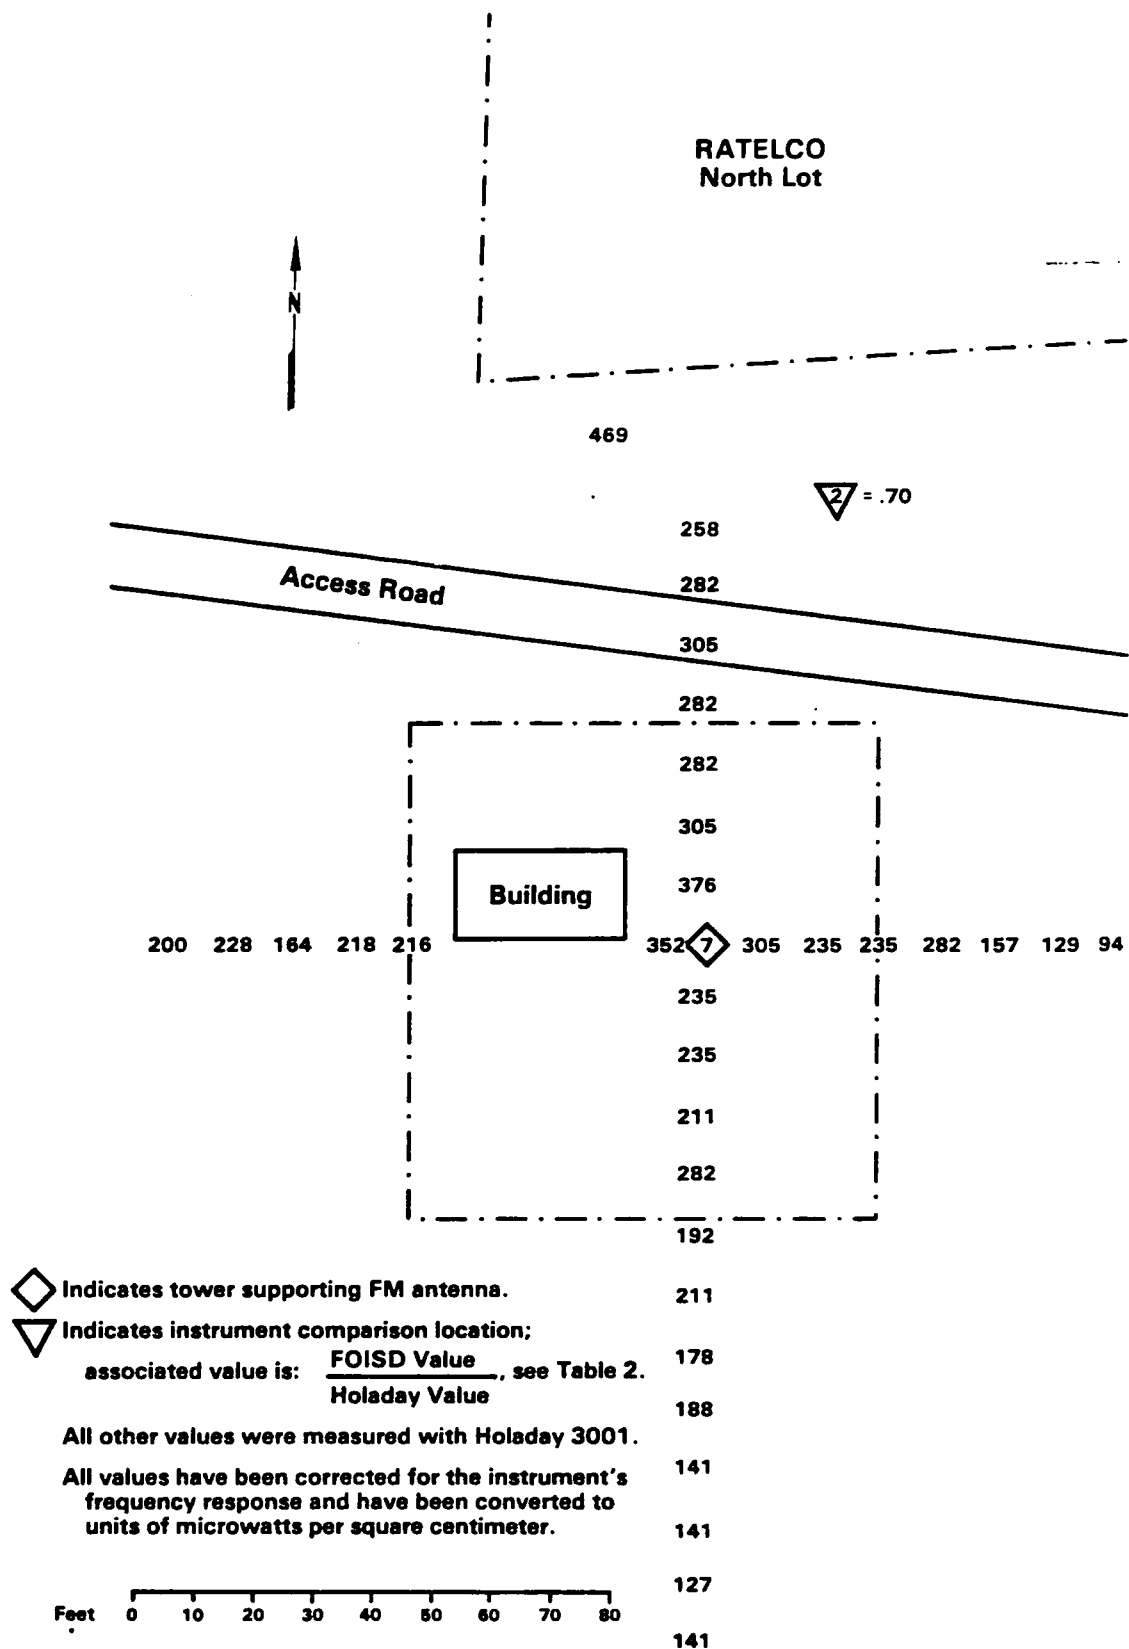 RATELCO
North Lot
N
469
2 = .70
258
Access Road
282
305
282
282
305
Building
376
200 228 164 218 216 352 7 305 235 235 282 157 129 94
235
235
211
282
192
Indicates tower supporting FM antenna.
211
Indicates instrument comparison location;
associated value is: FOISD Value
Holaday Value
, see Table 2.
178
188
All other values were measured with Holaday 3001.
141
All values have been corrected for the instrument's
frequency response and have been converted to
units of microwatts per square centimeter.
141
127
Feet 0 10 20 30 40 50 60 70 80
141